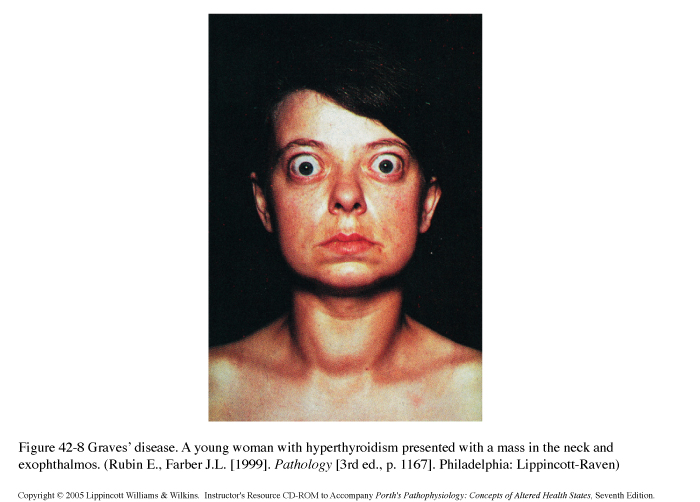 Figure 42-8 Graves’ disease. A young woman with hyperthyroidism presented with a mass in the neck and
exophthalmos. (Rubin E., Farber J.L. [1999]. Pathology [3rd ed., p. 1167]. Philadelphia: Lippincott-Raven)
Copyright © 2005 Lippincott Williams & Wilkins. Instructor's Resource CD-ROM to Accompany Porth's Pathophysiology: Concepts of Altered Health States, Seventh Edition.